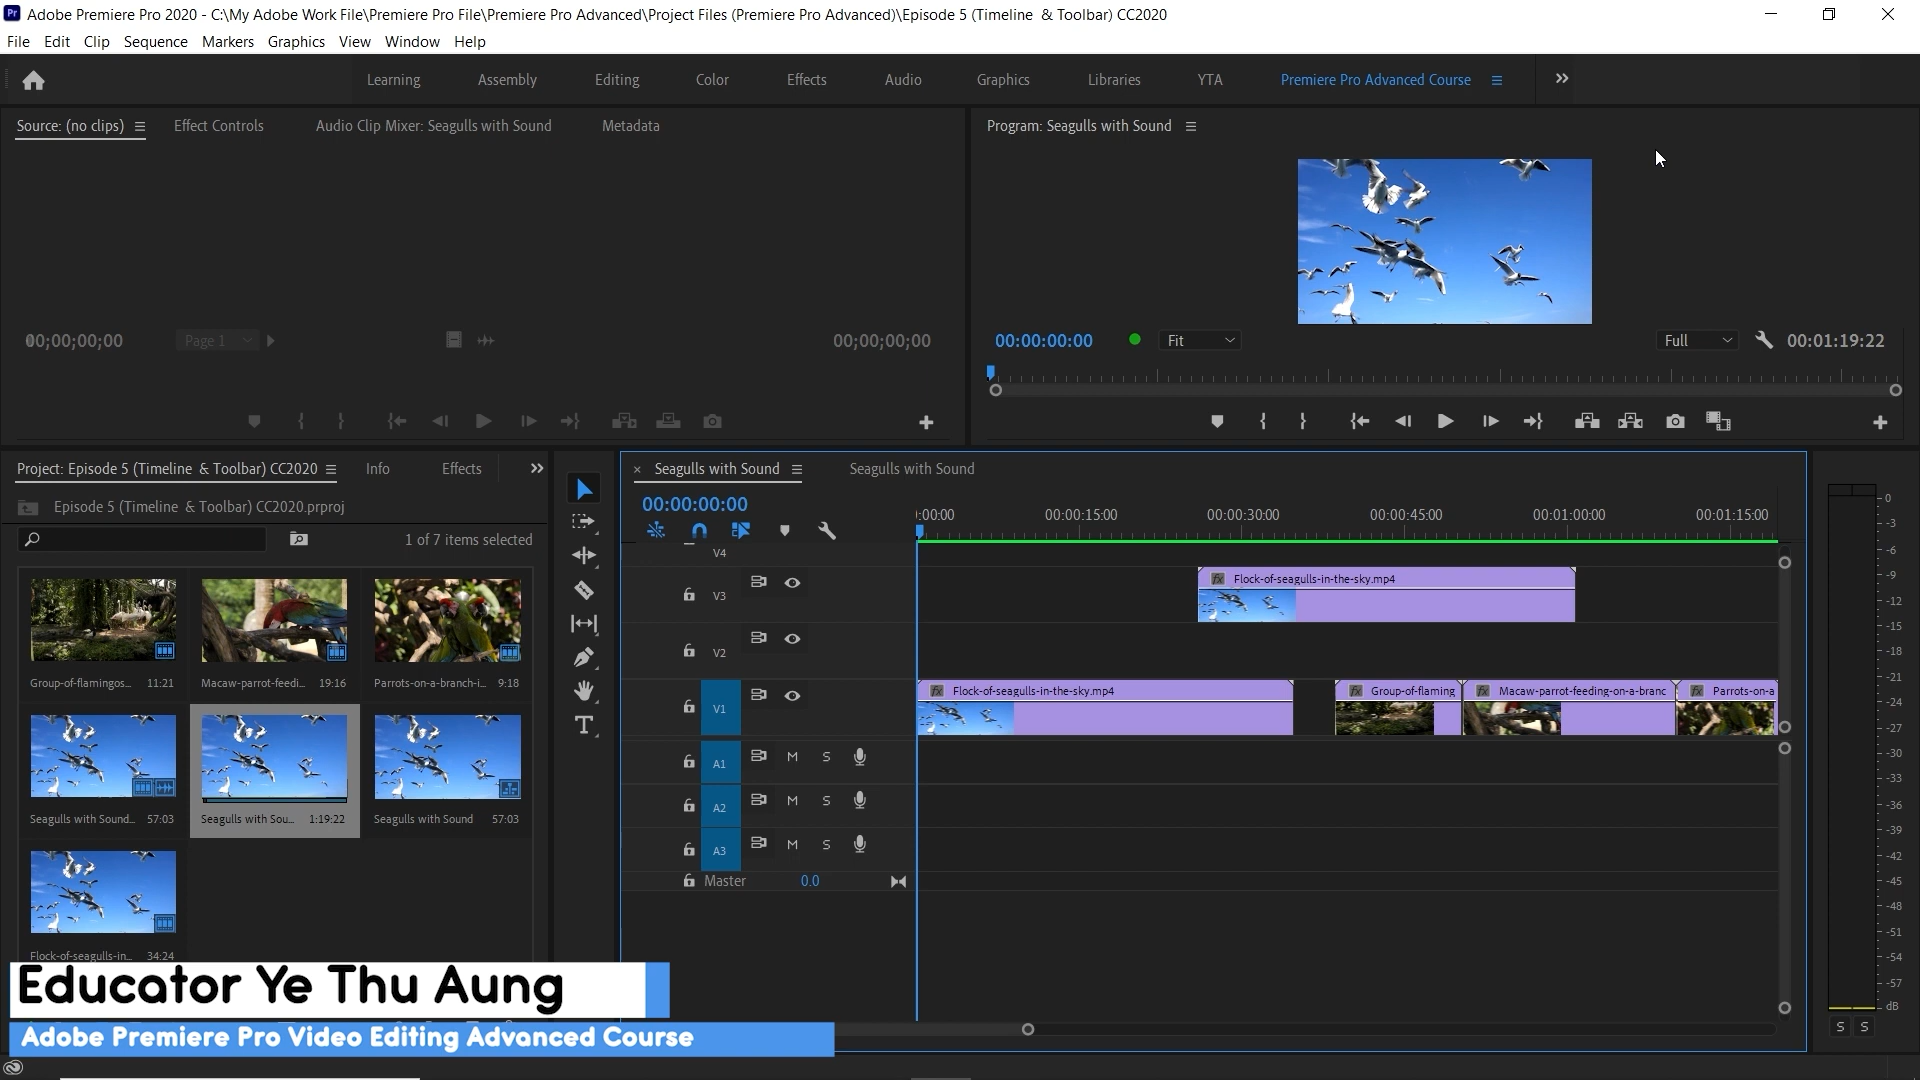 Adobe Premiere Pro 2020 - C:\My Adobe Work File\Premiere Pro File\Premiere Pro Advanced\Project Files (Premiere Pro Advanced)\Episode 5 (Timeline & Toolbar) CC2020
File Edit Clip Sequence Markers Graphics View Window Help
Learning Assembly Editing Color Effects Audio Graphics Libraries YTA Premiere Pro Advanced Course
Source: (no clips) Effect Controls Audio Clip Mixer: Seagulls with Sound Metadata
Program: Seagulls with Sound
00;00;00;00 Page 1 00;00;00;00
00:00:00:00 Fit Full 00:01:19:22
Project: Episode 5 (Timeline & Toolbar) CC2020 Info Effects
Episode 5 (Timeline & Toolbar) CC2020.prproj
1 of 7 items selected
Group-of-flamingos... 11:21 Macaw-parrot-feedi... 19:16 Parrots-on-a-branch-i... 9:18
Seagulls with Sound... 57:03 Seagulls with Sou... 1:19:22 Seagulls with Sound 57:03
Flock-of-seagulls-in... 34:24
Seagulls with Sound Seagulls with Sound
00:00:00:00
:00:00 00:00:15:00 00:00:30:00 00:00:45:00 00:01:00:00 00:01:15:00
V4
V3 fx Flock-of-seagulls-in-the-sky.mp4
V2
V1 fx Flock-of-seagulls-in-the-sky.mp4 fx Group-of-flaming fx Macaw-parrot-feeding-on-a-branc fx Parrots-on-a
A1 M S
A2 M S
A3 M S
Master 0.0
0
-3
-6
-9
-12
-15
-18
-21
-24
-27
-30
-33
-36
-39
-42
-45
-48
-51
-54
-57
dB
S S
Educator Ye Thu Aung
Adobe Premiere Pro Video Editing Advanced Course